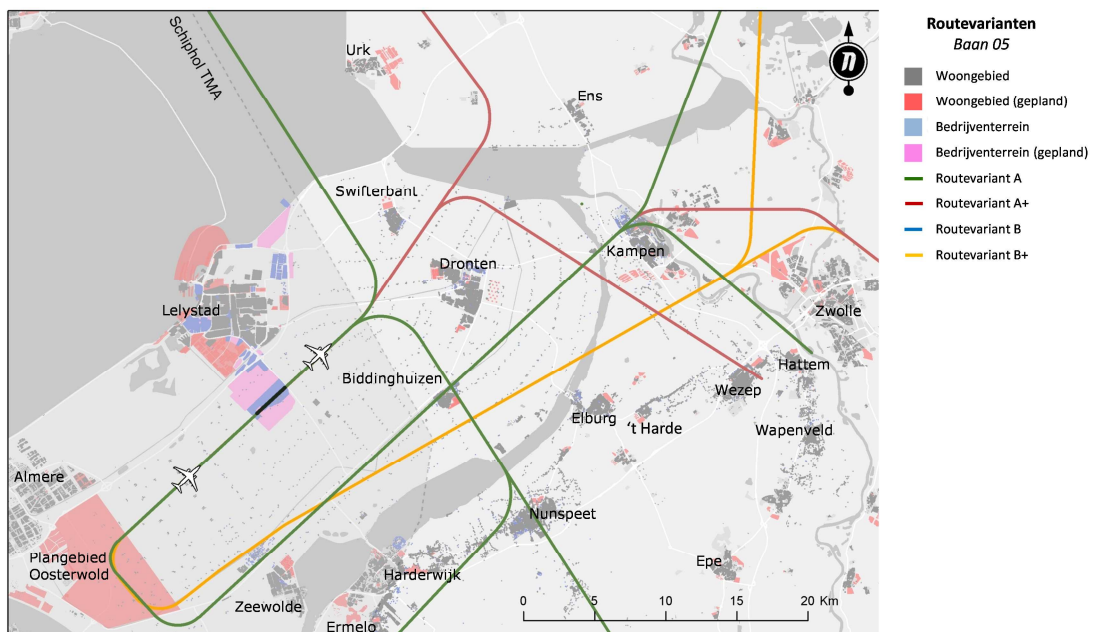 Schiphol TMA
Urk
Ens
Swifterbant
Kampen
Dronten
Lelystad
Zwolle
Biddinghuizen
Hattem
Wezep
Elburg
't Harde
Wapenveld
Almere
Nunspeet
Plangebied
Oosterwold
Epe
Harderwijk
Zeewolde
Ermelo
0 5 10 15 20 Km
Routevarianten
Baan 05
Woongebied
Woongebied (gepland)
Bedrijventerrein
Bedrijventerrein (gepland)
Routevariant A
Routevariant A+
Routevariant B
Routevariant B+